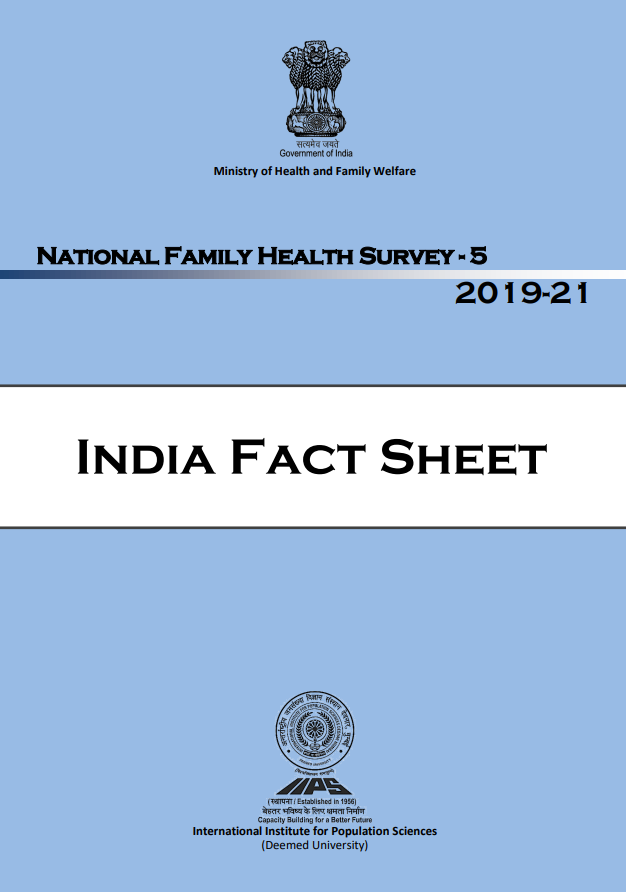 सत्यमेव जयते
Government of India
Ministry of Health and Family Welfare
NATIONAL FAMILY HEALTH SURVEY - 5
2019-21
INDIA FACT SHEET
IIPS
(स्थापना / Established in 1956)
बेहतर भविष्य के लिए क्षमता निर्माण
Capacity Building for a Better Future
International Institute for Population Sciences
(Deemed University)